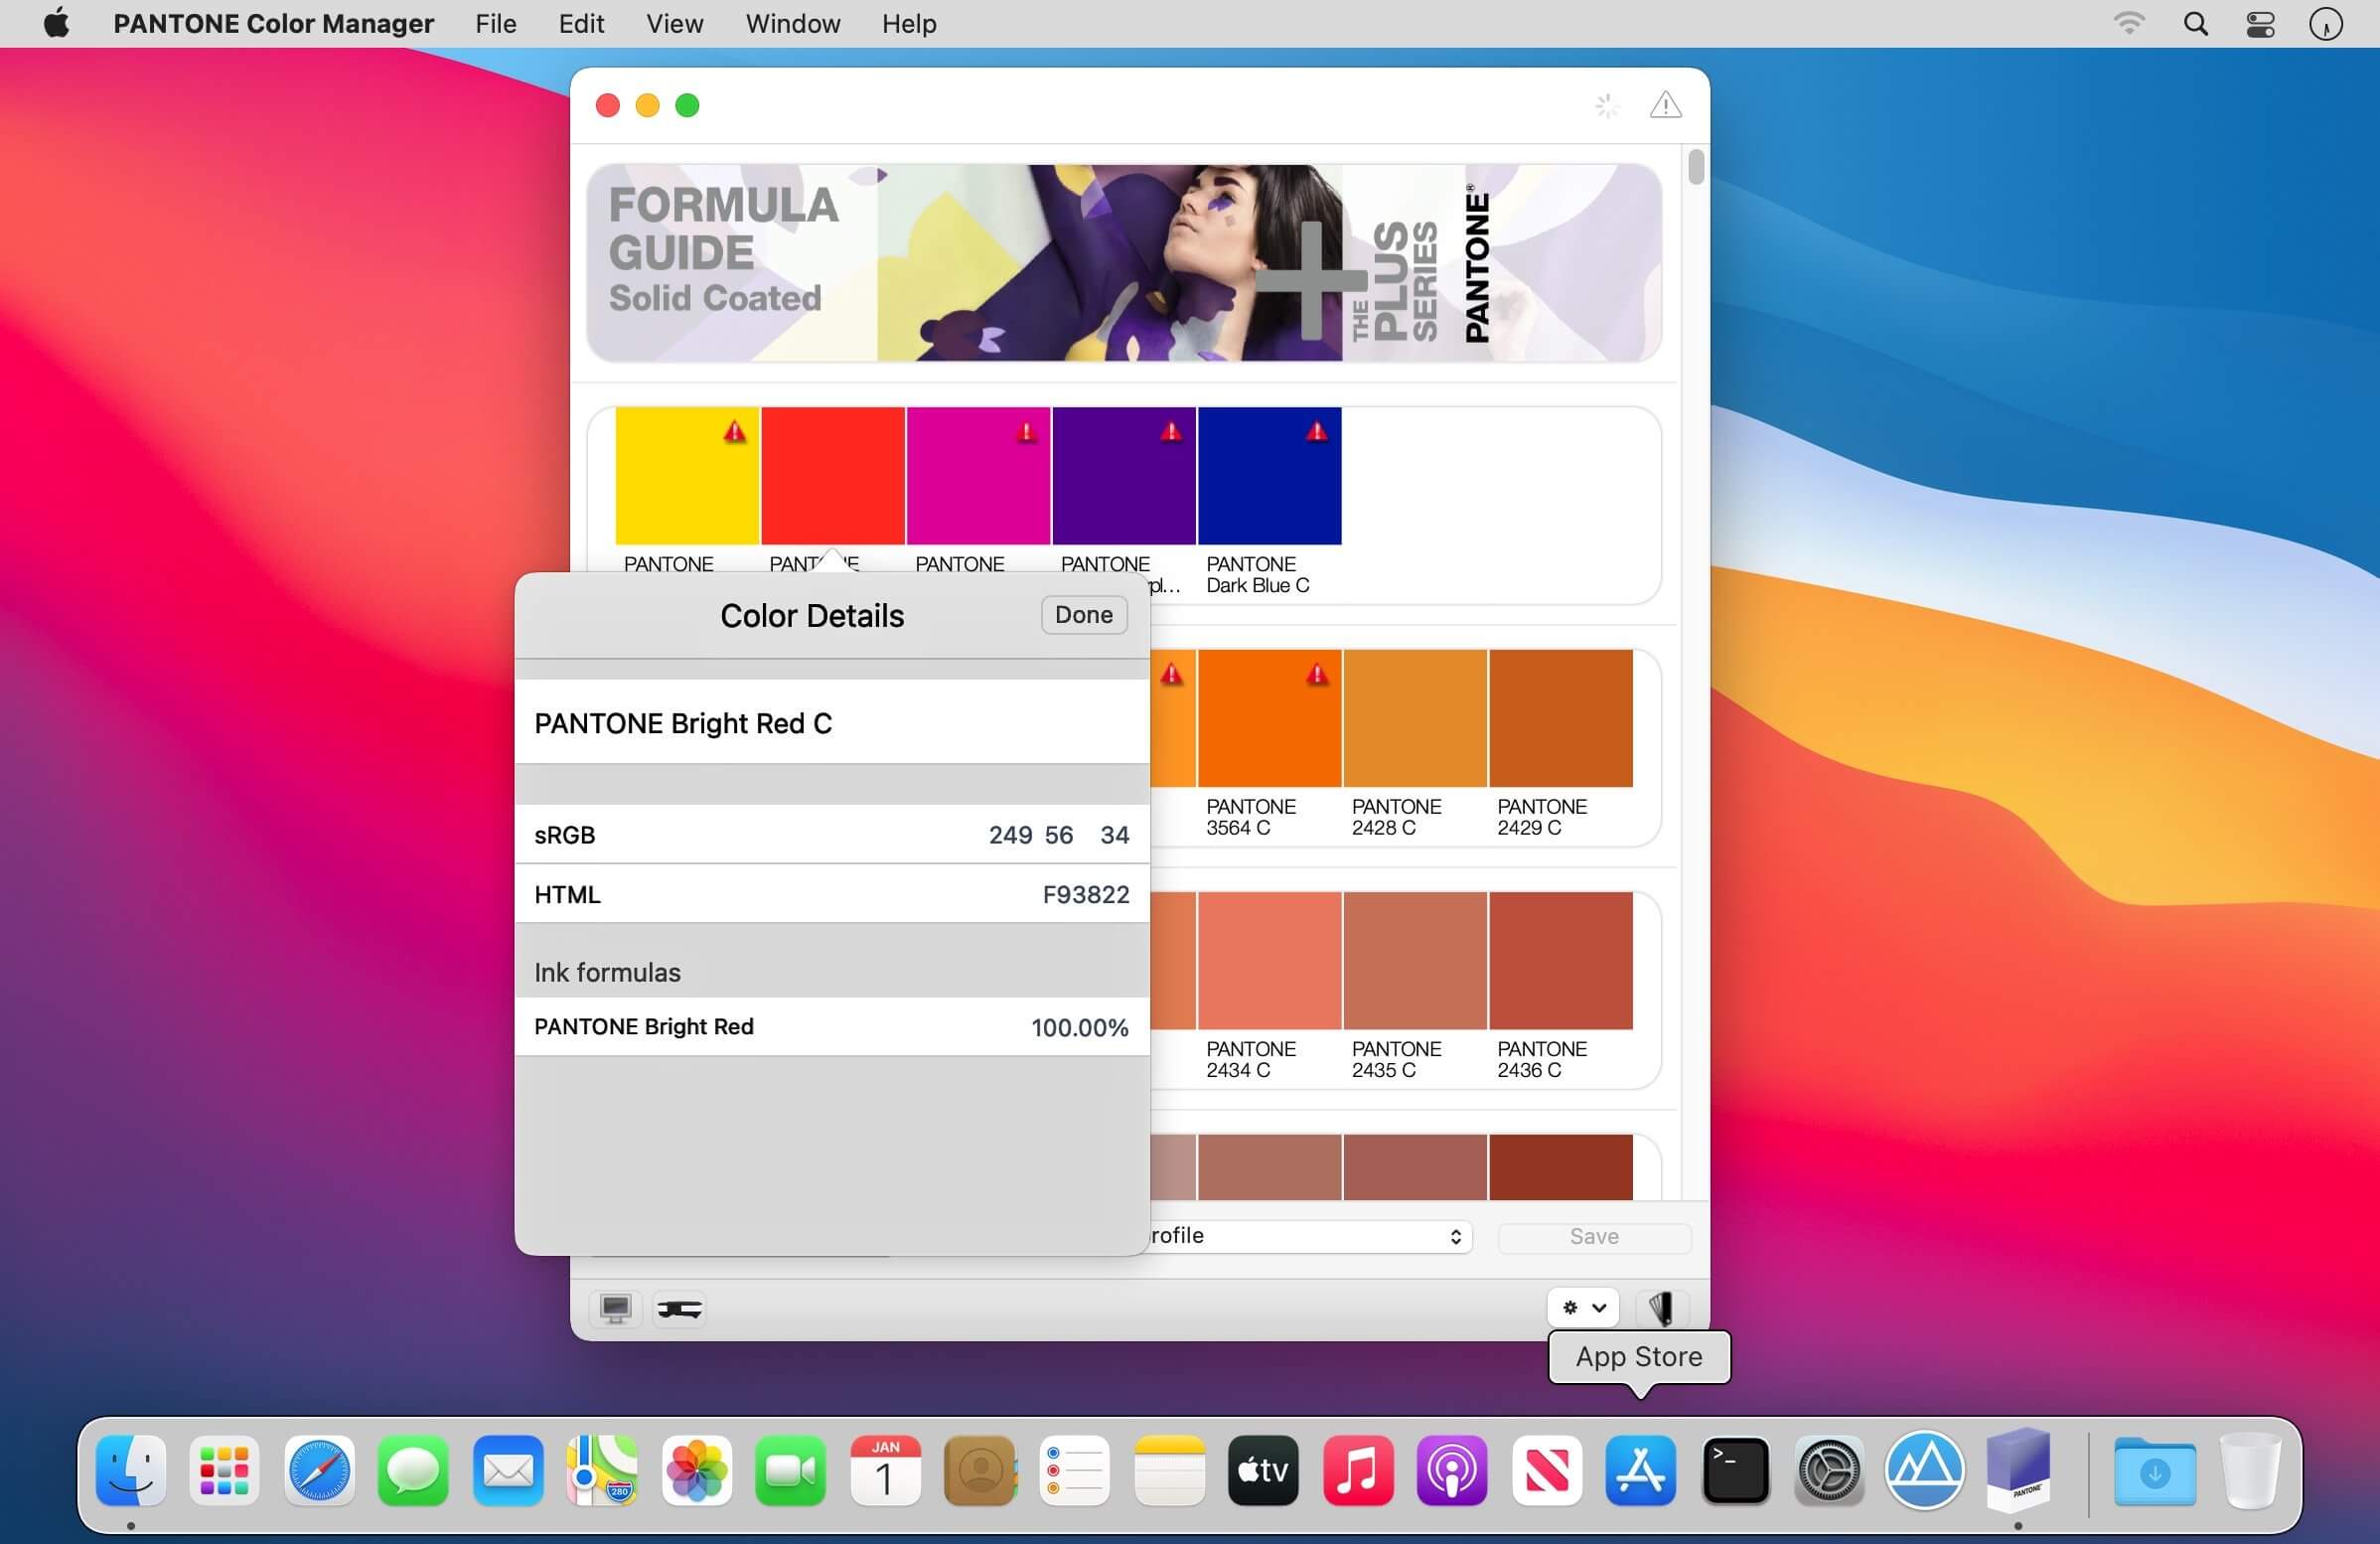 PANTONE Color Manager File Edit View Window Help
FORMULA
GUIDE
Solid Coated
THE
PLUS
SERIES
PANTONE®
PANTONE
PANTONE
PANTONE
PANTONE
Dark Blue C
Color Details
Done
PANTONE Bright Red C
sRGB 249 56 34
HTML F93822
Ink formulas
PANTONE Bright Red 100.00%
PANTONE
3564 C
PANTONE
2428 C
PANTONE
2429 C
PANTONE
2434 C
PANTONE
2435 C
PANTONE
2436 C
Save
App Store
280
JAN
1
tv
PANTONE